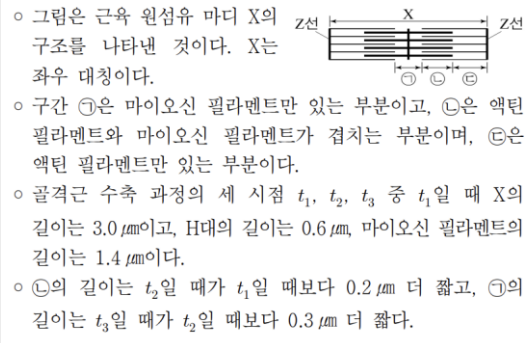 ○ 그림은 근육 원섬유 마디 X의
구조를 나타낸 것이다. X는
좌우 대칭이다.
Z선 X Z선
㉠ ㉡ ㉢
○ 구간 ㉠은 마이오신 필라멘트만 있는 부분이고, ㉡은 액틴
필라멘트와 마이오신 필라멘트가 겹치는 부분이며, ㉢은
액틴 필라멘트만 있는 부분이다.
○ 골격근 수축 과정의 세 시점 t₁, t₂, t₃ 중 t₁일 때 X의
길이는 3.0 ㎛이고, H대의 길이는 0.6 ㎛, 마이오신 필라멘트의
길이는 1.4 ㎛이다.
○ ㉡의 길이는 t₂일 때가 t₁일 때보다 0.2 ㎛ 더 짧고, ㉠의
길이는 t₃일 때가 t₂일 때보다 0.3 ㎛ 더 짧다.